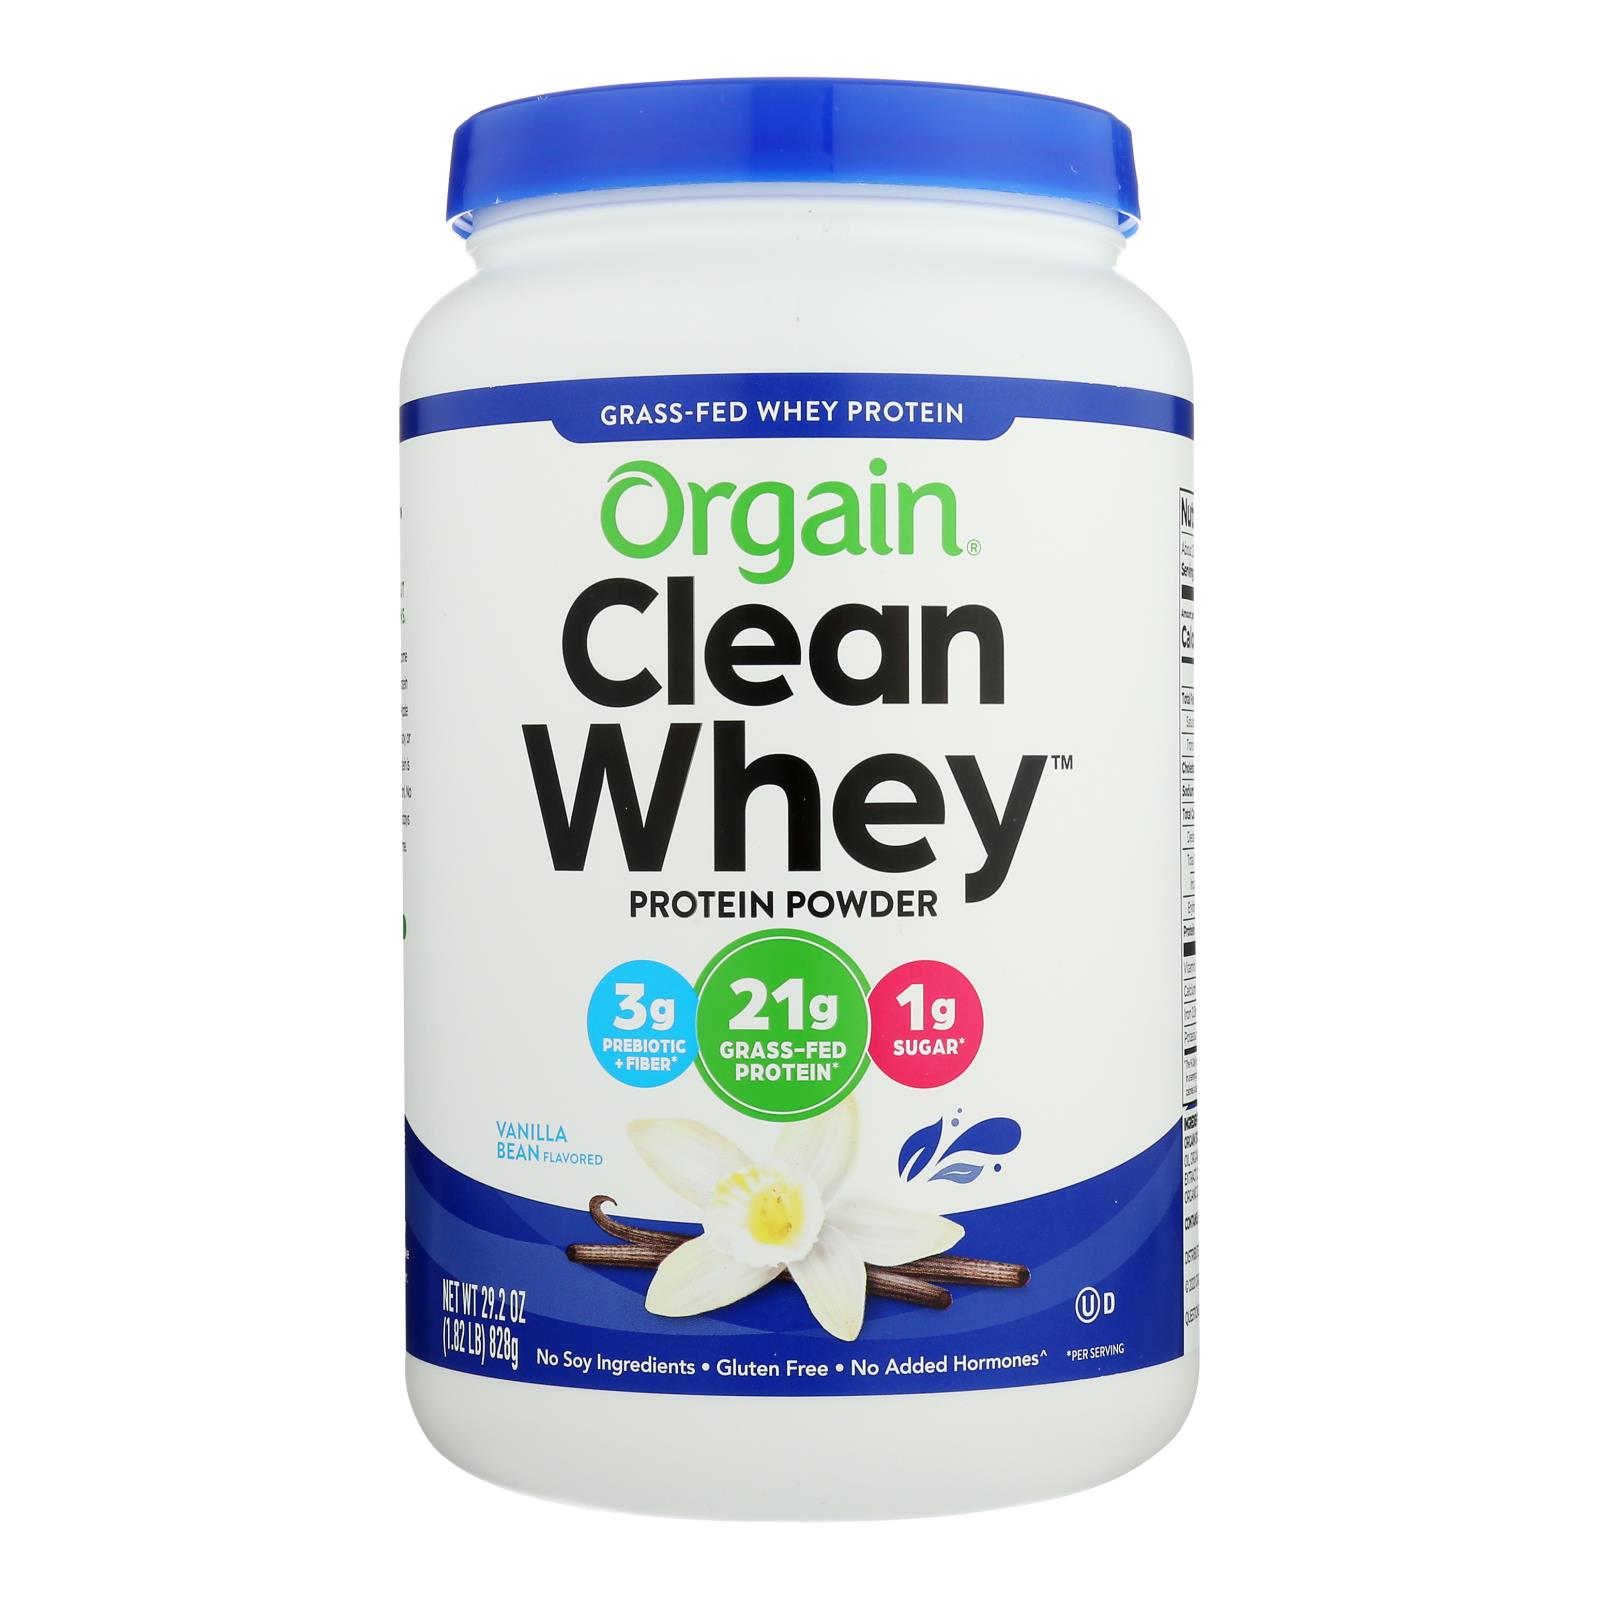 GRASS-FED WHEY PROTEIN
Orgain®
Clean
Whey™
PROTEIN POWDER
3g
PREBIOTIC
+ FIBER*
21g
GRASS-FED
PROTEIN*
1g
SUGAR*
VANILLA
BEAN FLAVORED
NET WT 29.2 OZ
(1.82 LB) 828g
No Soy Ingredients • Gluten Free • No Added Hormones^
U D
*PER SERVING